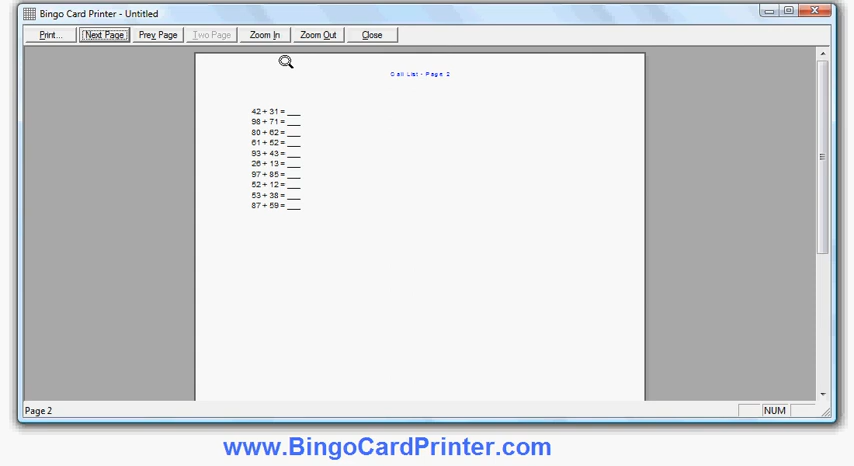 Bingo Card Printer - Untitled
Print... Next Page Prev Page Two Page Zoom In Zoom Out Close
Call List - Page 2
42 + 31 = ___
98 + 71 = ___
80 + 62 = ___
61 + 52 = ___
93 + 43 = ___
26 + 13 = ___
97 + 85 = ___
52 + 12 = ___
53 + 38 = ___
87 + 59 = ___
Page 2 NUM
www.BingoCardPrinter.com